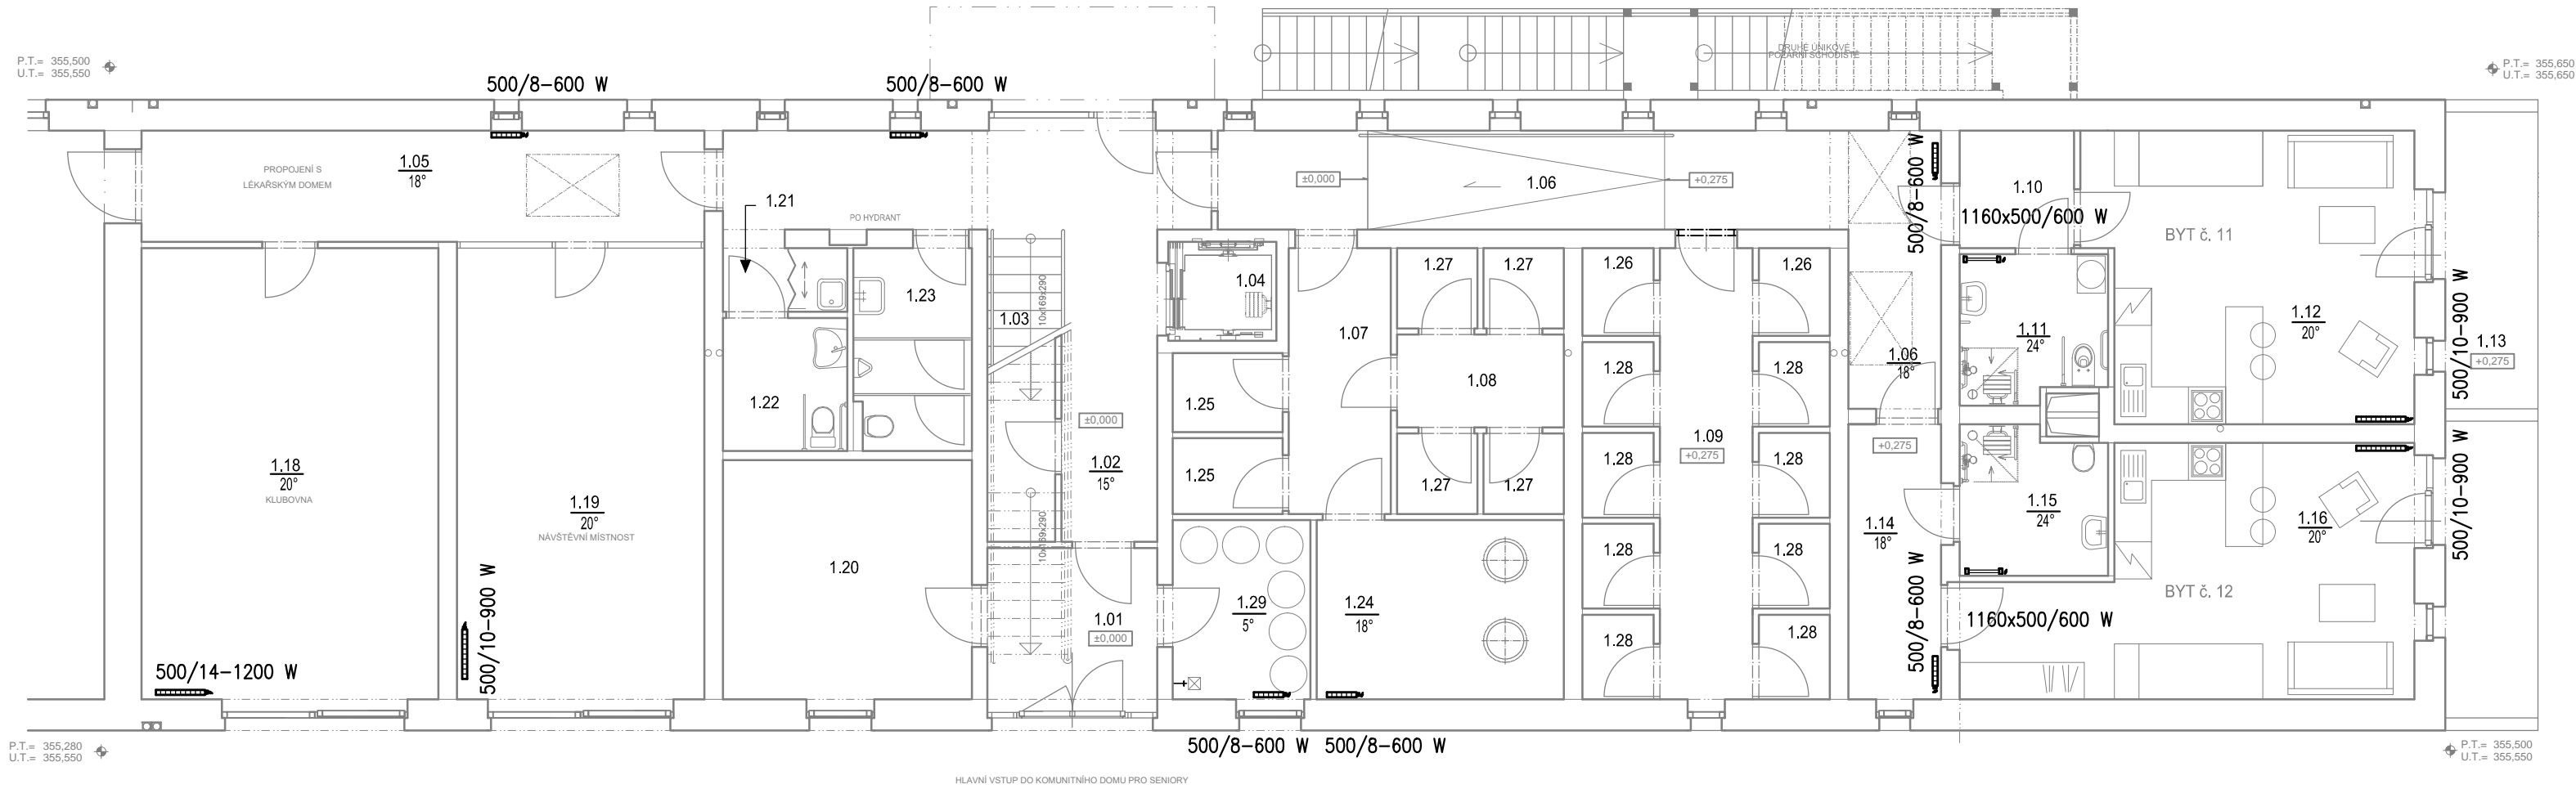 DRUHÉ ÚNIKOVÉ
POŽÁRNÍ SCHODIŠTĚ
P.T.= 355,500
U.T.= 355,550
P.T.= 355,650
U.T.= 355,650
500/8-600 W
500/8-600 W
PROPOJENÍ S
LÉKAŘSKÝM DOMEM
1.05
18°
1.21
PO HYDRANT
±0,000
1.06
+0,275
500/8-600 W
1.10
1160x500/600 W
BYT č. 11
10x169x290
1.03
1.04
1.23
1.27
1.27
1.26
1.26
1.07
1.06
18°
1.11
24°
1.12
20°
500/10-900 W
1.13
+0,275
1.28
1.28
1.08
1.22
1.25
±0,000
1.02
15°
1.25
1.27
1.27
1.09
+0,275
1.28
1.28
+0,275
1.18
20°
KLUBOVNA
1.19
20°
NÁVŠTĚVNÍ MÍSTNOST
10x169x290
1.14
18°
1.15
24°
1.16
20°
500/10-900 W
1.20
1.28
1.28
500/10-900 W
1.01
±0,000
1.29
5°
1.24
18°
1.28
1.28
500/8-600 W
1160x500/600 W
BYT č. 12
500/14-1200 W
P.T.= 355,280
U.T.= 355,550
500/8-600 W
500/8-600 W
P.T.= 355,500
U.T.= 355,550
HLAVNÍ VSTUP DO KOMUNITNÍHO DOMU PRO SENIORY